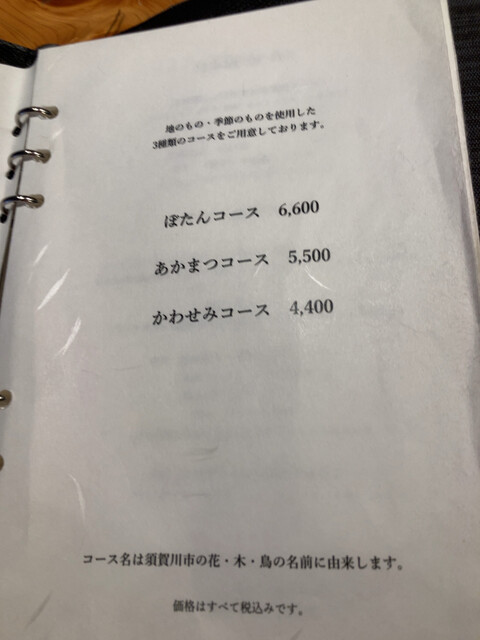 地のもの・季節のものを使用した
3種類のコースをご用意しております。
ぼたんコース 6,600
あかまつコース 5,500
かわせみコース 4,400
コース名は須賀川市の花・木・鳥の名前に由来します。
価格はすべて税込みです。